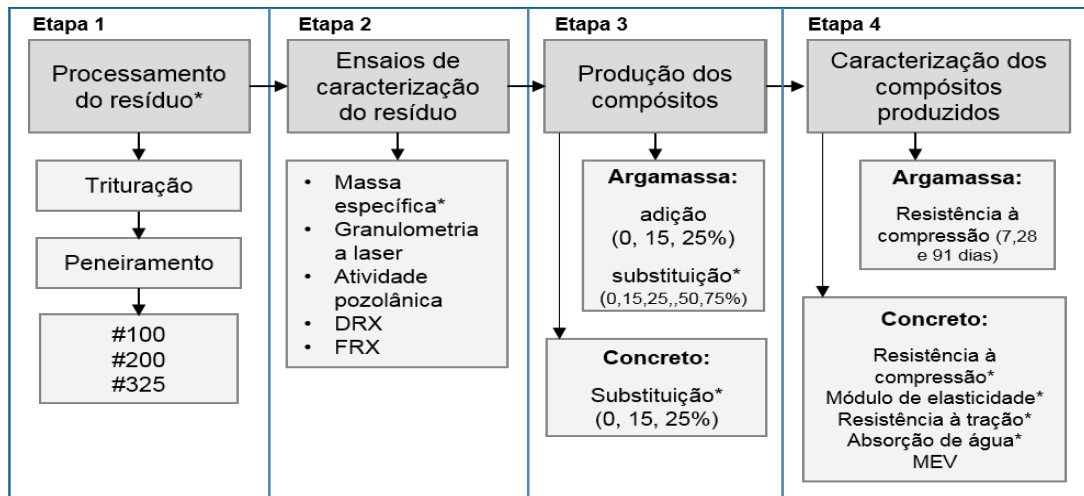 Etapa 1
Processamento
do resíduo*
Trituração
Peneiramento
#100
#200
#325
Etapa 2
Ensaios de
caracterização
do resíduo
• Massa
específica*
• Granulometria
a laser
• Atividade
pozolânica
• DRX
• FRX
Etapa 3
Produção dos
compósitos
Argamassa:
adição
(0, 15, 25%)
substituição*
(0,15,25,,50,75%)
Concreto:
Substituição*
(0, 15, 25%)
Etapa 4
Caracterização dos
compósitos
produzidos
Argamassa:
Resistência à
compressão (7,28
e 91 dias)
Concreto:
Resistência à
compressão*
Módulo de elasticidade*
Resistência à tração*
Absorção de água*
MEV